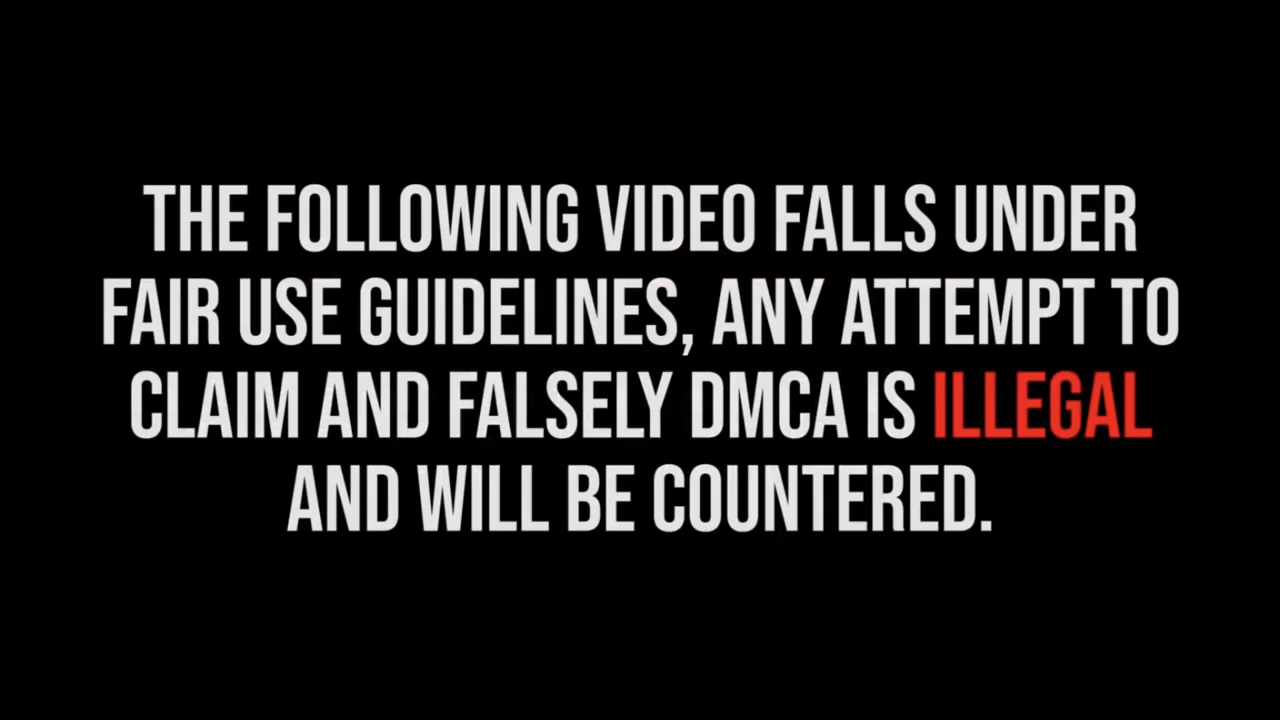 THE FOLLOWING VIDEO FALLS UNDER
FAIR USE GUIDELINES, ANY ATTEMPT TO
CLAIM AND FALSELY DMCA IS ILLEGAL
AND WILL BE COUNTERED.